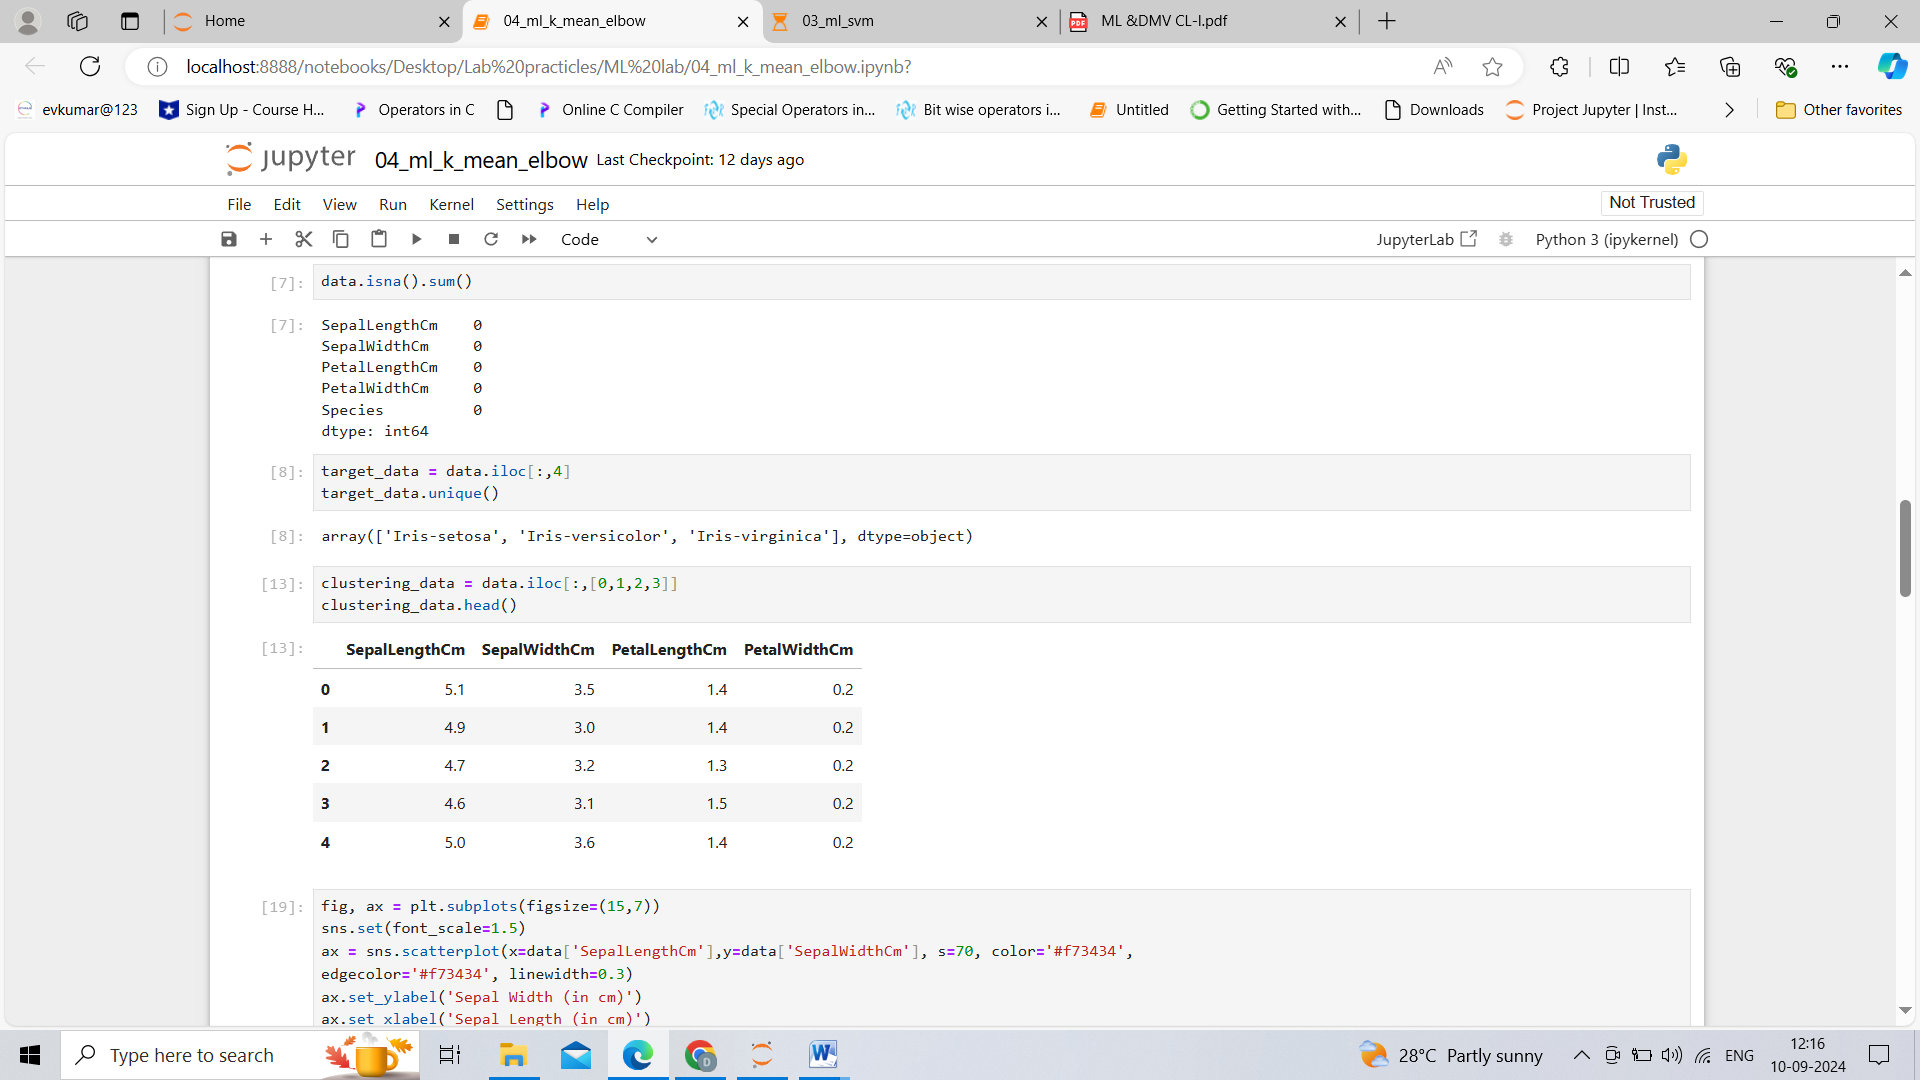 Home
04_ml_k_mean_elbow
03_ml_svm
ML &DMV CL-I.pdf
localhost:8888/notebooks/Desktop/Lab%20practicles/ML%20lab/04_ml_k_mean_elbow.ipynb?
evkumar@123
Sign Up - Course H...
Operators in C
Online C Compiler
Special Operators in...
Bit wise operators i...
Untitled
Getting Started with...
Downloads
Project Jupyter | Inst...
Other favorites
jupyter 04_ml_k_mean_elbow Last Checkpoint: 12 days ago
File Edit View Run Kernel Settings Help
Not Trusted
Code
JupyterLab
Python 3 (ipykernel)
[7]: data.isna().sum()
[7]: SepalLengthCm 0
SepalWidthCm 0
PetalLengthCm 0
PetalWidthCm 0
Species 0
dtype: int64
[8]: target_data = data.iloc[:,4]
target_data.unique()
[8]: array(['Iris-setosa', 'Iris-versicolor', 'Iris-virginica'], dtype=object)
[13]: clustering_data = data.iloc[:,[0,1,2,3]]
clustering_data.head()
[13]: SepalLengthCm SepalWidthCm PetalLengthCm PetalWidthCm
0 5.1 3.5 1.4 0.2
1 4.9 3.0 1.4 0.2
2 4.7 3.2 1.3 0.2
3 4.6 3.1 1.5 0.2
4 5.0 3.6 1.4 0.2
[19]: fig, ax = plt.subplots(figsize=(15,7))
sns.set(font_scale=1.5)
ax = sns.scatterplot(x=data['SepalLengthCm'],y=data['SepalWidthCm'], s=70, color='#f73434',
edgecolor='#f73434', linewidth=0.3)
ax.set_ylabel('Sepal Width (in cm)')
ax.set_xlabel('Sepal Length (in cm)')
Type here to search
28°C Partly sunny
ENG
12:16
10-09-2024